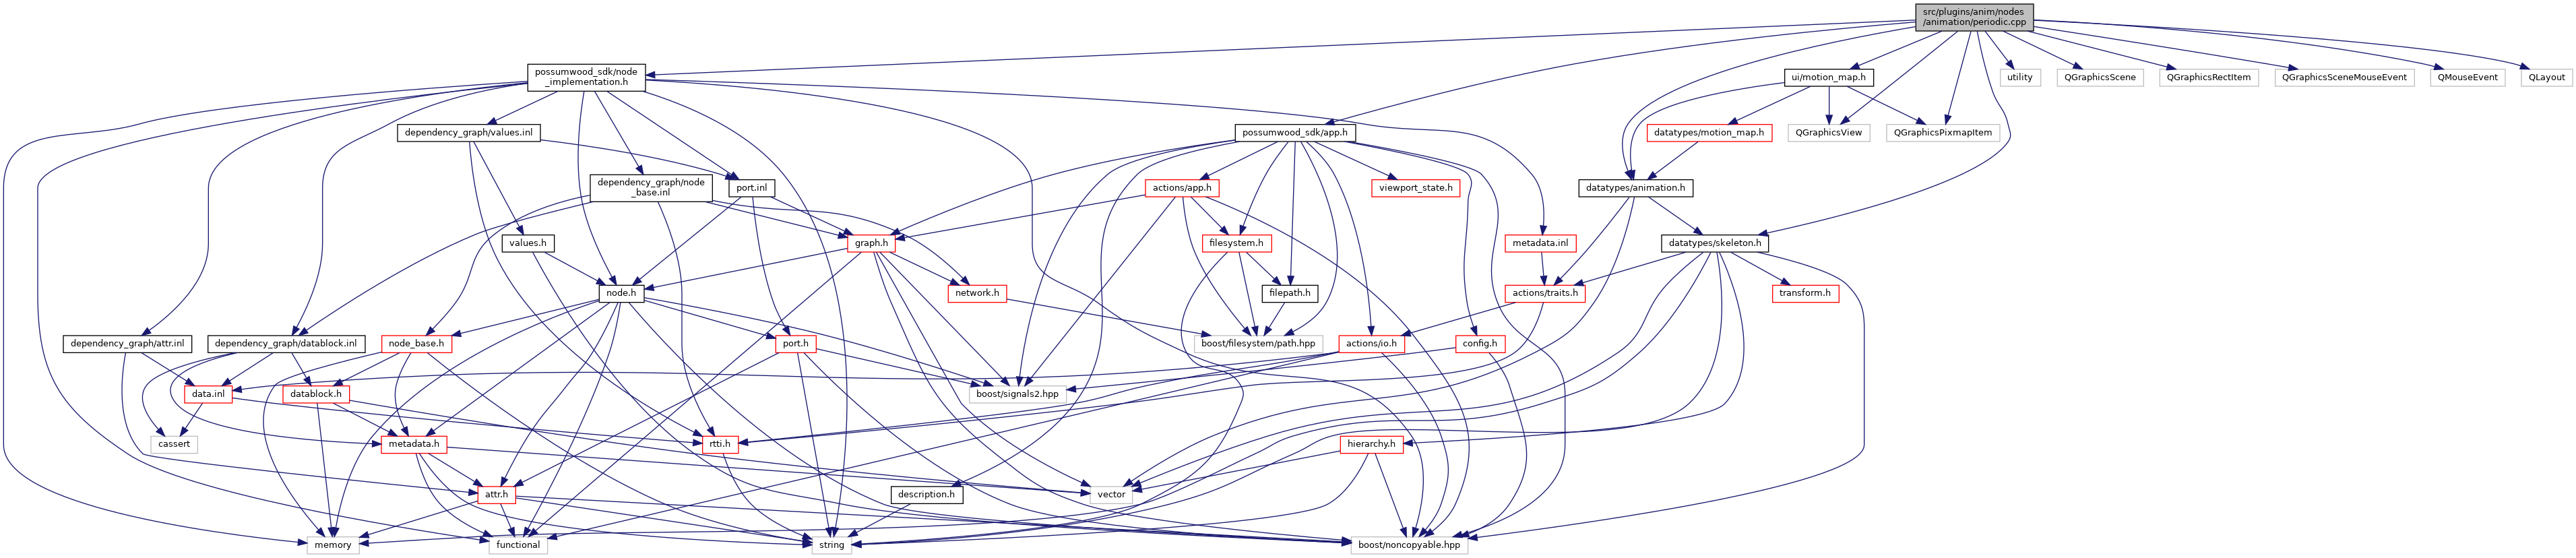 src/plugins/anim/nodes
/animation/periodic.cpp
possumwood_sdk/node
_implementation.h
ui/motion_map.h
utility
QGraphicsScene
QGraphicsRectItem
QGraphicsSceneMouseEvent
QMouseEvent
QLayout
dependency_graph/values.inl
possumwood_sdk/app.h
datatypes/motion_map.h
QGraphicsView
QGraphicsPixmapItem
dependency_graph/node
_base.inl
port.inl
actions/app.h
viewport_state.h
datatypes/animation.h
values.h
graph.h
filesystem.h
metadata.inl
datatypes/skeleton.h
node.h
network.h
filepath.h
actions/traits.h
transform.h
dependency_graph/attr.inl
dependency_graph/datablock.inl
node_base.h
port.h
boost/filesystem/path.hpp
actions/io.h
config.h
data.inl
datablock.h
boost/signals2.hpp
cassert
metadata.h
rtti.h
hierarchy.h
attr.h
description.h
vector
memory
functional
string
boost/noncopyable.hpp